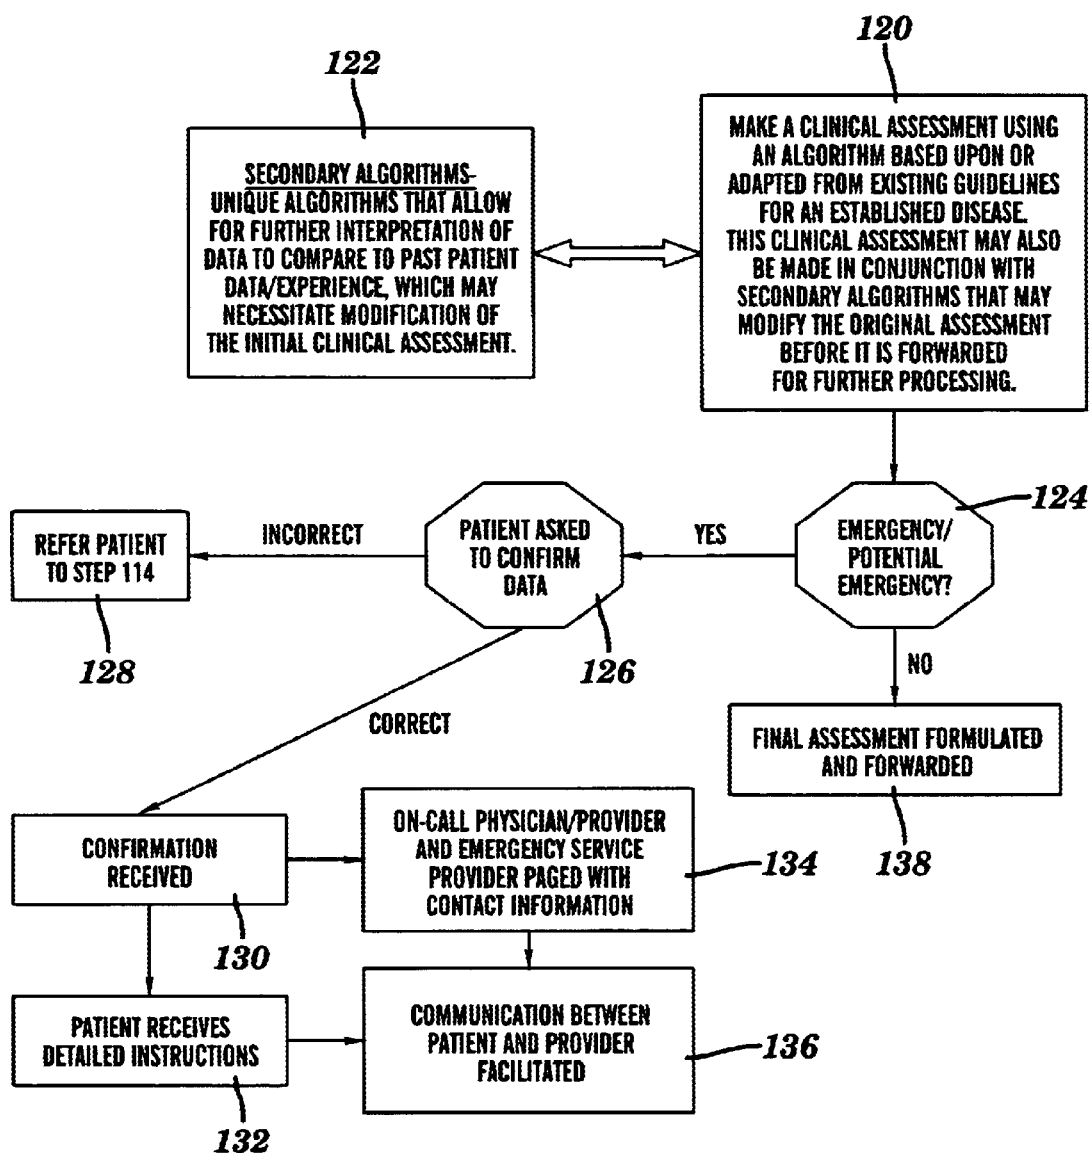 120
122
MAKE A CLINICAL ASSESSMENT USING
AN ALGORITHM BASED UPON OR
ADAPTED FROM EXISTING GUIDELINES
FOR AN ESTABLISHED DISEASE.
THIS CLINICAL ASSESSMENT MAY ALSO
BE MADE IN CONJUNCTION WITH
SECONDARY ALGORITHMS THAT MAY
MODIFY THE ORIGINAL ASSESSMENT
BEFORE IT IS FORWARDED
FOR FURTHER PROCESSING.
SECONDARY ALGORITHMS-
UNIQUE ALGORITHMS THAT ALLOW
FOR FURTHER INTERPRETATION OF
DATA TO COMPARE TO PAST PATIENT
DATA/EXPERIENCE, WHICH MAY
NECESSITATE MODIFICATION OF
THE INITIAL CLINICAL ASSESSMENT.
124
EMERGENCY/
POTENTIAL
EMERGENCY?
YES
PATIENT ASKED
TO CONFIRM
DATA
126
INCORRECT
REFER PATIENT
TO STEP 114
128
NO
FINAL ASSESSMENT FORMULATED
AND FORWARDED
138
CORRECT
CONFIRMATION
RECEIVED
130
ON-CALL PHYSICIAN/PROVIDER
AND EMERGENCY SERVICE
PROVIDER PAGED WITH
CONTACT INFORMATION
134
PATIENT RECEIVES
DETAILED INSTRUCTIONS
132
COMMUNICATION BETWEEN
PATIENT AND PROVIDER
FACILITATED
136